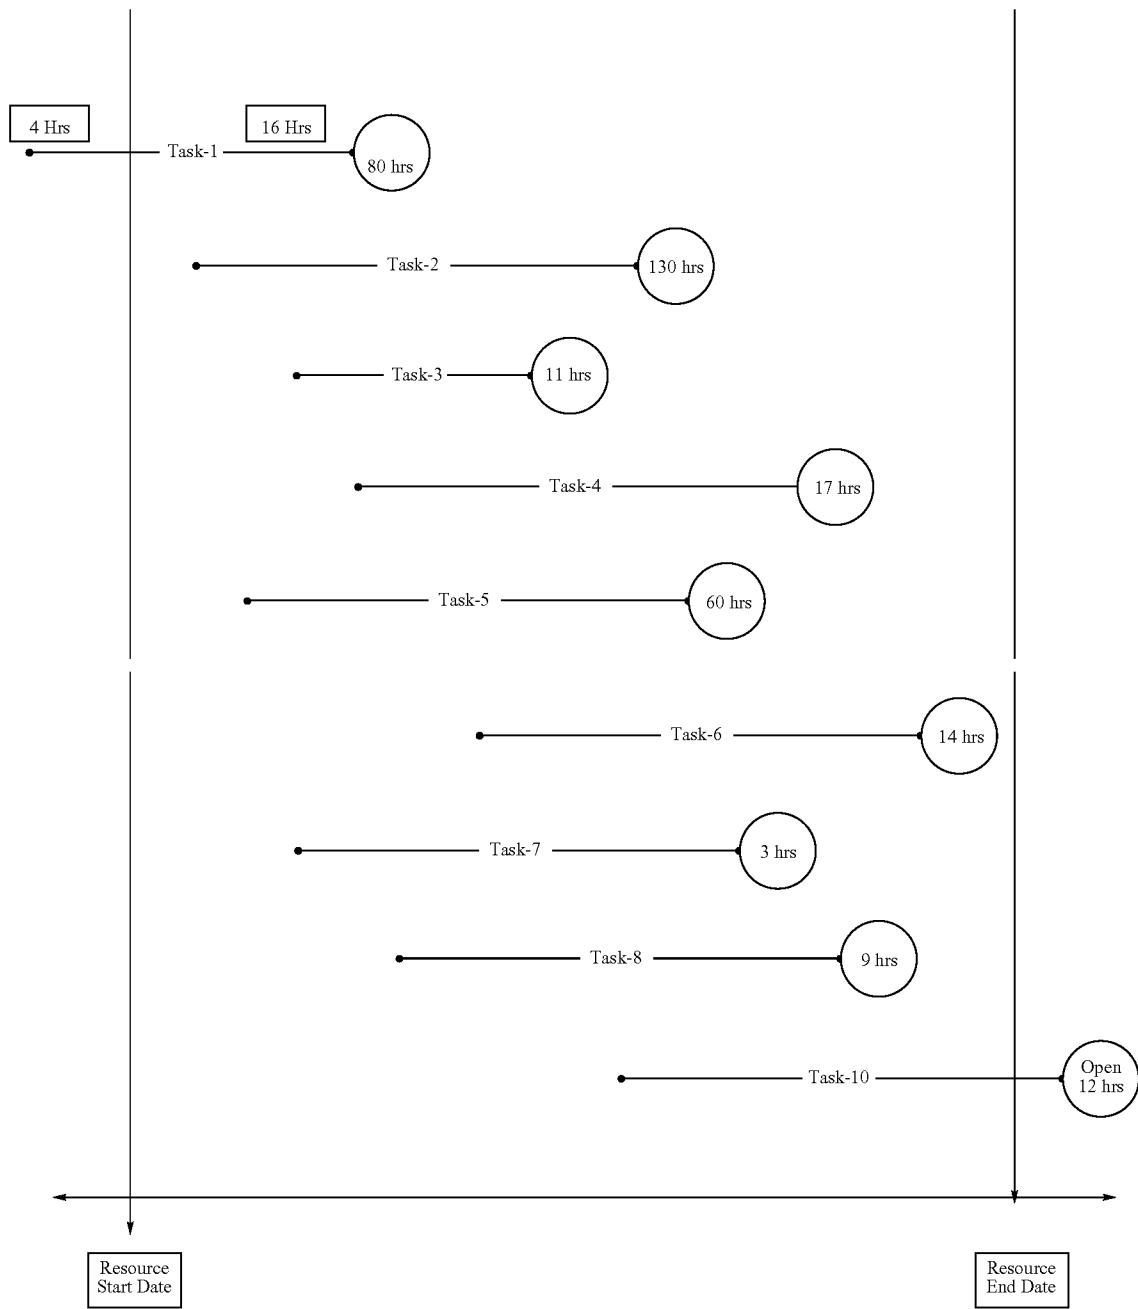 4 Hrs
16 Hrs
Task-1
80 hrs
Task-2
130 hrs
Task-3
11 hrs
Task-4
17 hrs
Task-5
60 hrs
Task-6
14 hrs
Task-7
3 hrs
Task-8
9 hrs
Task-10
Open
12 hrs
Resource
Start Date
Resource
End Date